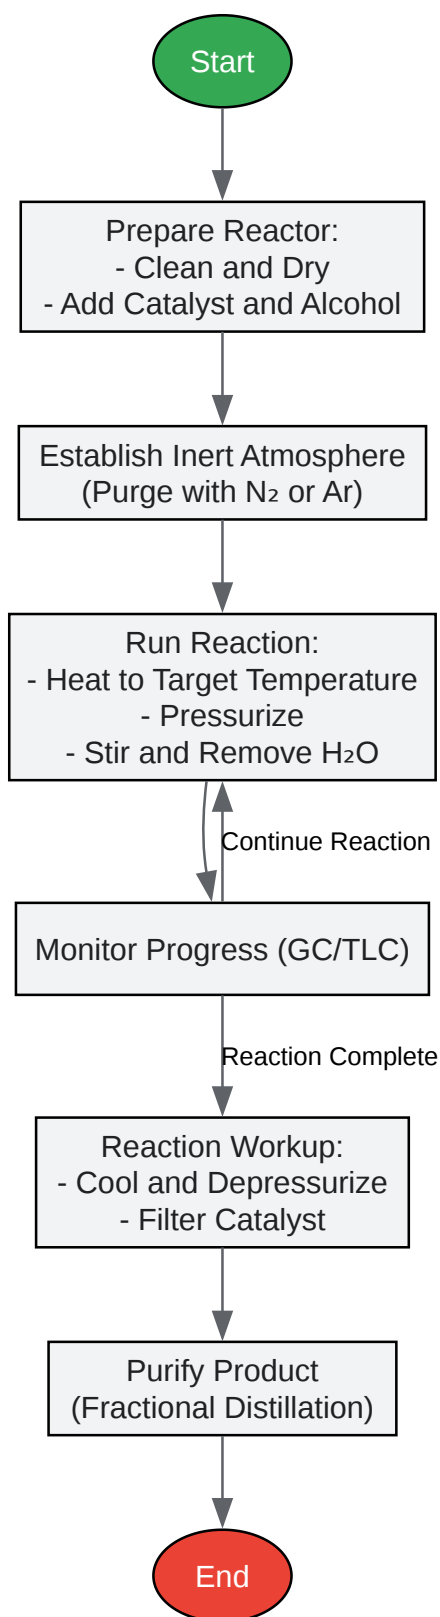 Start
Prepare Reactor:
- Clean and Dry
- Add Catalyst and Alcohol
Establish Inert Atmosphere
(Purge with N₂ or Ar)
Run Reaction:
- Heat to Target Temperature
- Pressurize
- Stir and Remove H₂O
Continue Reaction
Monitor Progress (GC/TLC)
Reaction Complete
Reaction Workup:
- Cool and Depressurize
- Filter Catalyst
Purify Product
(Fractional Distillation)
End